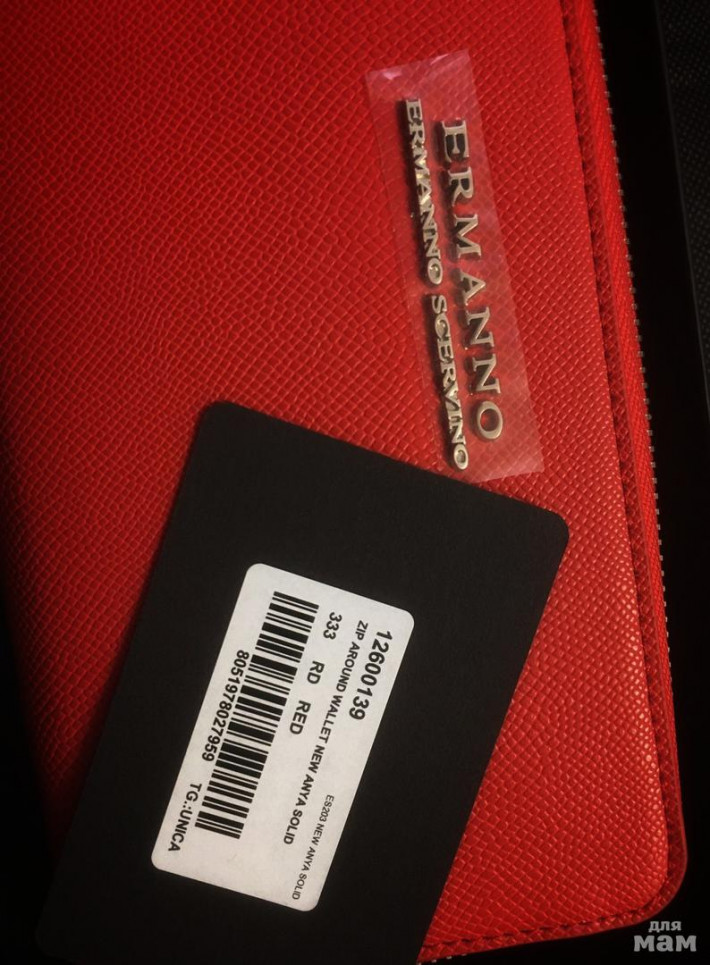 ERMANNO
ERMANNO SCERVINO
12600139
ES203 NEW ANYA SOLID
ZIP AROUND WALLET NEW ANYA SOLID
333 RD RED
8051978027959 TG.:UNICA
для
мам